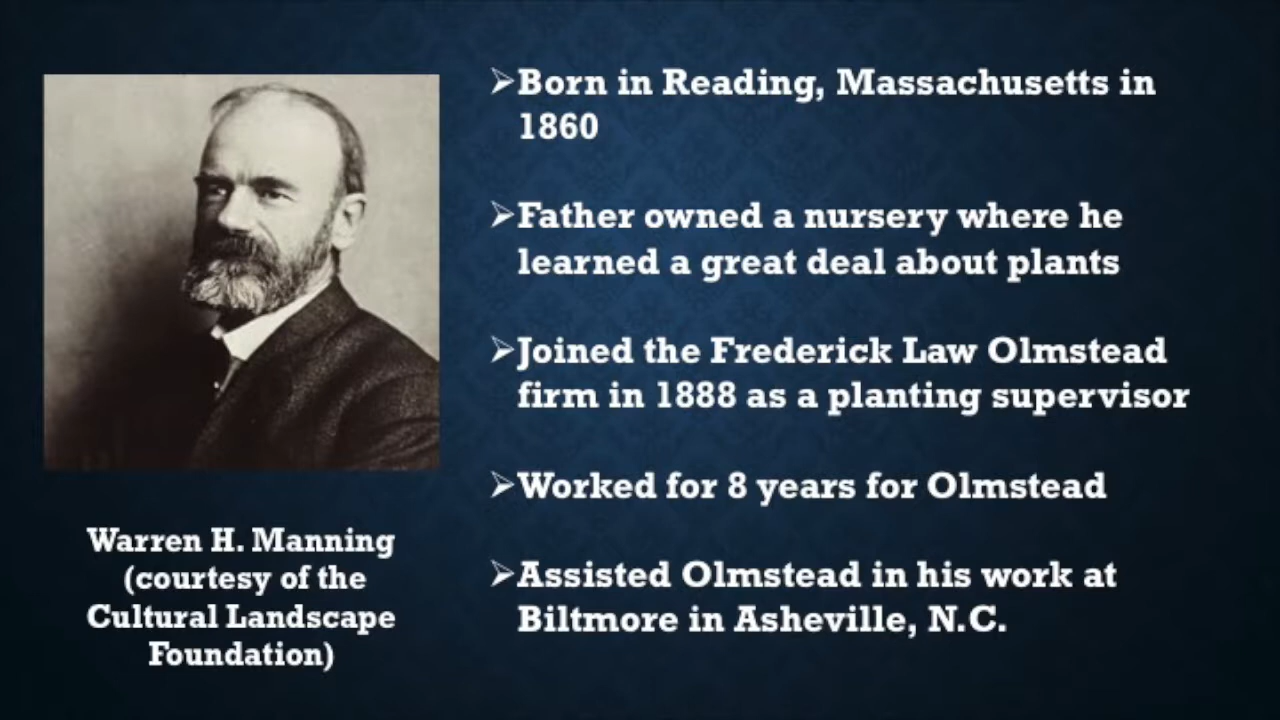 ➢Born in Reading, Massachusetts in
1860
➢Father owned a nursery where he
learned a great deal about plants
➢Joined the Frederick Law Olmstead
firm in 1888 as a planting supervisor
➢Worked for 8 years for Olmstead
➢Assisted Olmstead in his work at
Biltmore in Asheville, N.C.
Warren H. Manning
(courtesy of the
Cultural Landscape
Foundation)